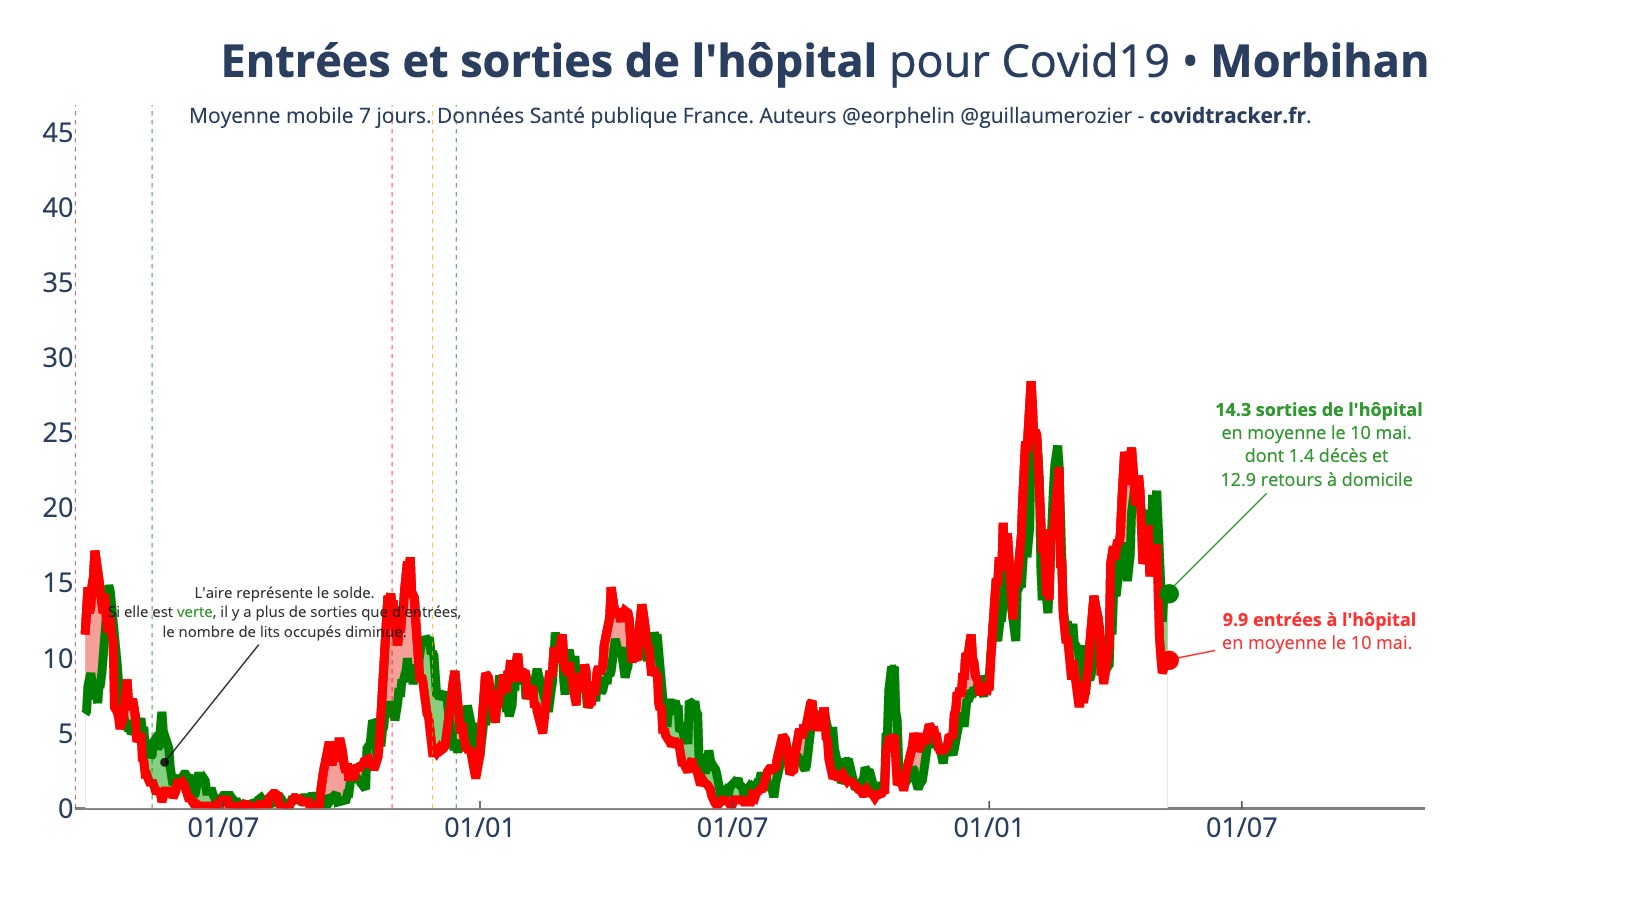 Entrées et sorties de l'hôpital pour Covid19 • Morbihan
Moyenne mobile 7 jours. Données Santé publique France. Auteurs @eorphelin @guillaumerozier - covidtracker.fr.
45
40
35
30
25
20
15
10
5
0
14.3 sorties de l'hôpital
en moyenne le 10 mai.
dont 1.4 décès et
12.9 retours à domicile
L'aire représente le solde.
Si elle est verte, il y a plus de sorties que d'entrées,
le nombre de lits occupés diminue.
9.9 entrées à l'hôpital
en moyenne le 10 mai.
01/07 01/01 01/07 01/01 01/07